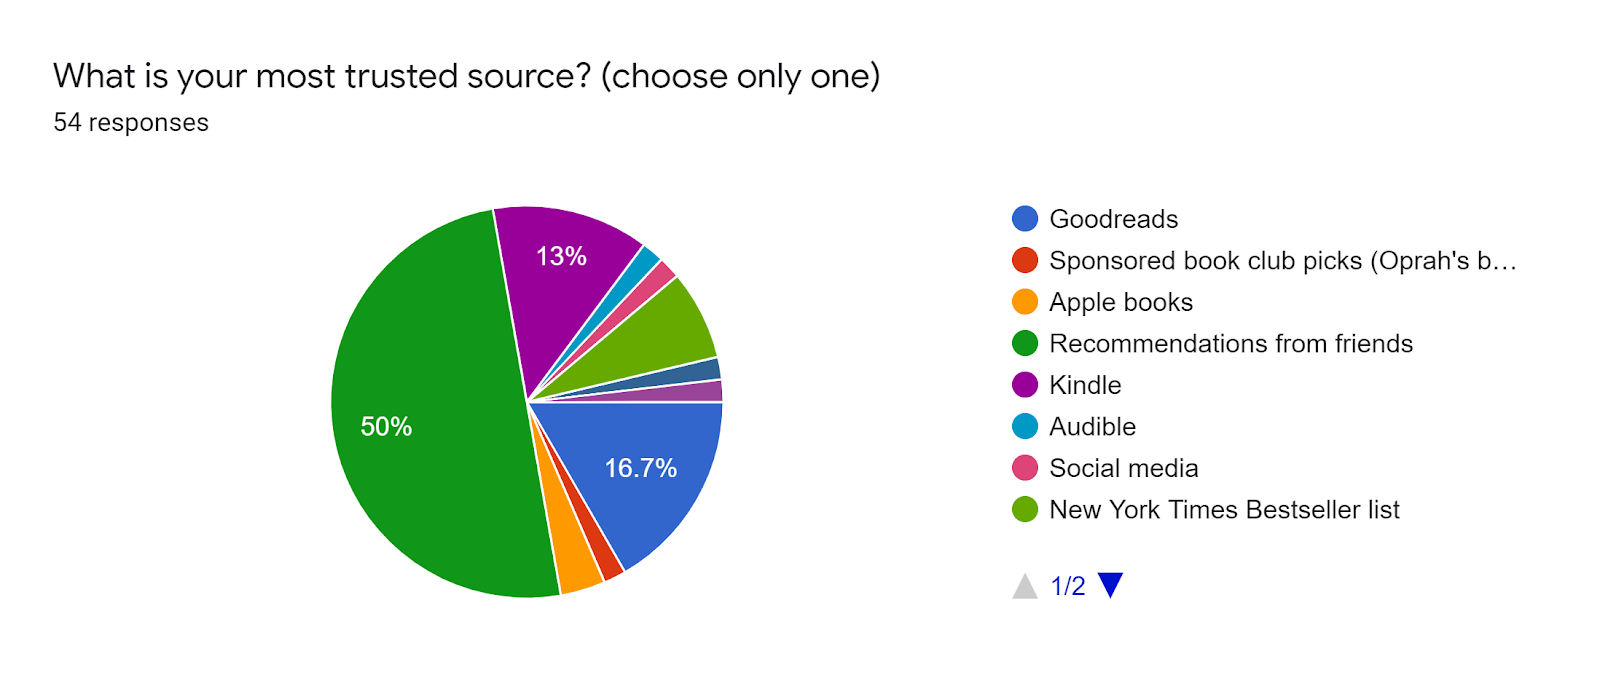 What is your most trusted source? (choose only one)
54 responses
13%
50%
16.7%
Goodreads
Sponsored book club picks (Oprah's b…
Apple books
Recommendations from friends
Kindle
Audible
Social media
New York Times Bestseller list
1/2